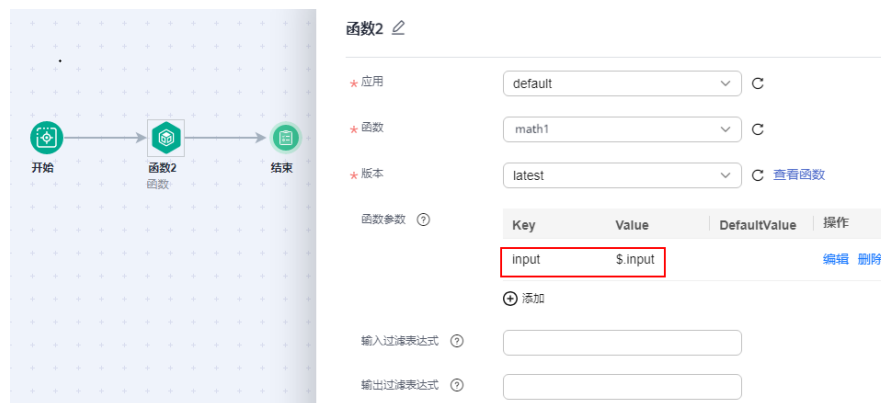 开始
函数2
函数
结束
函数2
* 应用
default
* 函数
math1
* 版本
latest
查看函数
函数参数 ?
Key Value DefaultValue 操作
input $.input 编辑 删除
添加
输入过滤表达式 ?
输出过滤表达式 ?